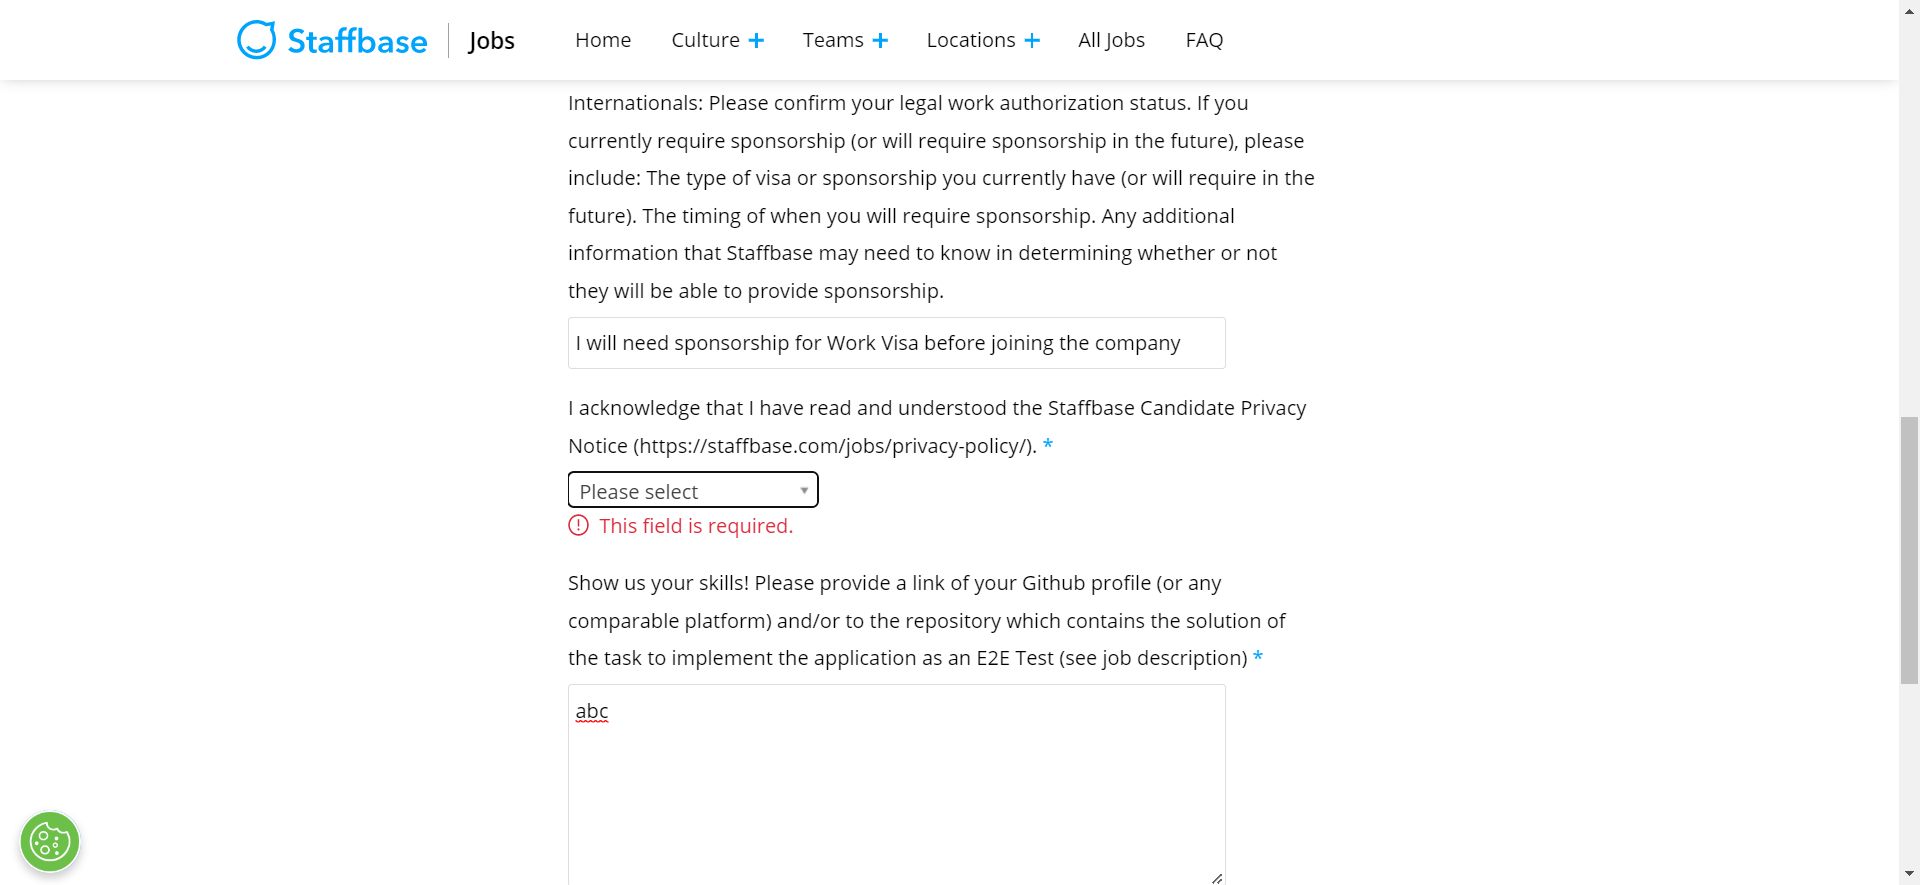 Staffbase
Jobs
Home
Culture +
Teams +
Locations +
All Jobs
FAQ
Internationals: Please confirm your legal work authorization status. If you
currently require sponsorship (or will require sponsorship in the future), please
include: The type of visa or sponsorship you currently have (or will require in the
future). The timing of when you will require sponsorship. Any additional
information that Staffbase may need to know in determining whether or not
they will be able to provide sponsorship.
I will need sponsorship for Work Visa before joining the company
I acknowledge that I have read and understood the Staffbase Candidate Privacy
Notice (https://staffbase.com/jobs/privacy-policy/). *
Please select
This field is required.
Show us your skills! Please provide a link of your Github profile (or any
comparable platform) and/or to the repository which contains the solution of
the task to implement the application as an E2E Test (see job description) *
abc